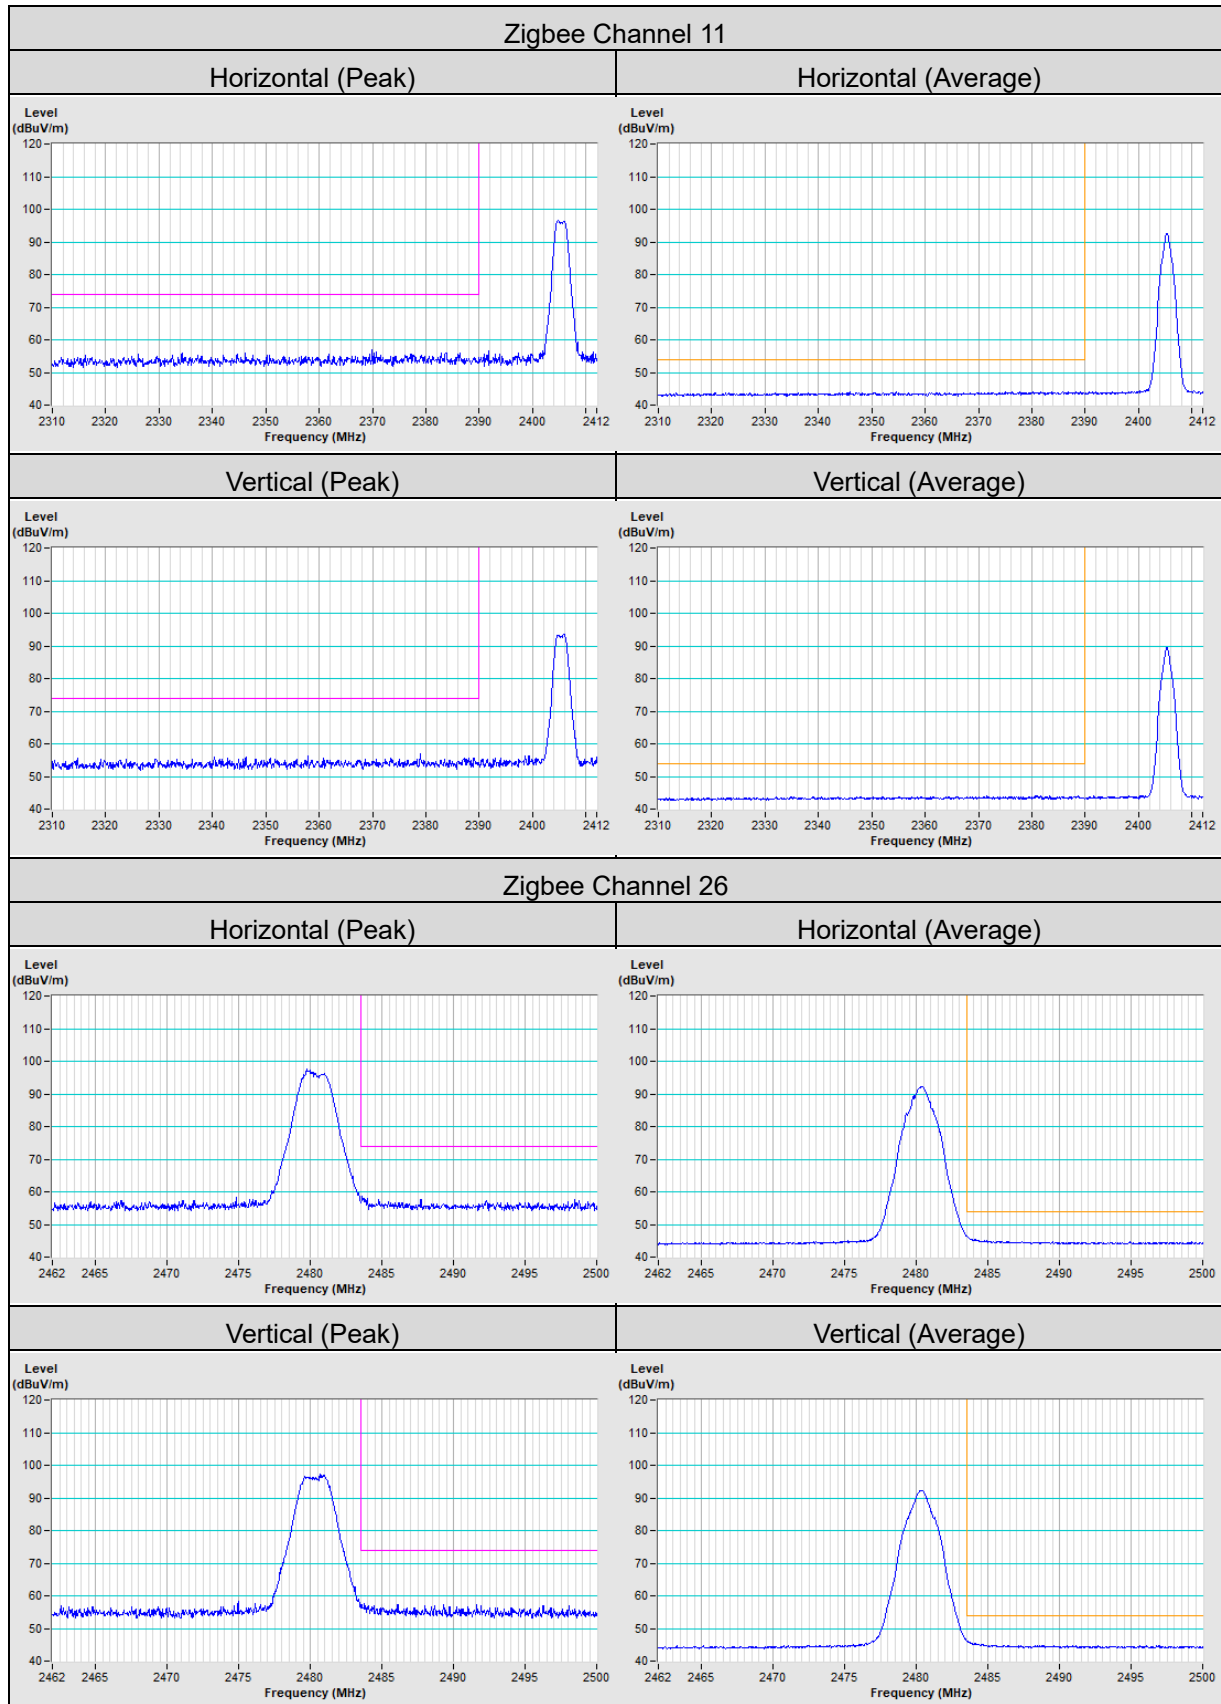 Zigbee Channel 11
Horizontal (Peak) Horizontal (Average)
Level
(dBuV/m)
120
110
100
90
80
70
60
50
40
2310 2320 2330 2340 2350 2360 2370 2380 2390 2400 2412
Frequency (MHz)
Level
(dBuV/m)
120
110
100
90
80
70
60
50
40
2310 2320 2330 2340 2350 2360 2370 2380 2390 2400 2412
Frequency (MHz)
Vertical (Peak) Vertical (Average)
Level
(dBuV/m)
120
110
100
90
80
70
60
50
40
2310 2320 2330 2340 2350 2360 2370 2380 2390 2400 2412
Frequency (MHz)
Level
(dBuV/m)
120
110
100
90
80
70
60
50
40
2310 2320 2330 2340 2350 2360 2370 2380 2390 2400 2412
Frequency (MHz)
Zigbee Channel 26
Horizontal (Peak) Horizontal (Average)
Level
(dBuV/m)
120
110
100
90
80
70
60
50
40
2462 2465 2470 2475 2480 2485 2490 2495 2500
Frequency (MHz)
Level
(dBuV/m)
120
110
100
90
80
70
60
50
40
2462 2465 2470 2475 2480 2485 2490 2495 2500
Frequency (MHz)
Vertical (Peak) Vertical (Average)
Level
(dBuV/m)
120
110
100
90
80
70
60
50
40
2462 2465 2470 2475 2480 2485 2490 2495 2500
Frequency (MHz)
Level
(dBuV/m)
120
110
100
90
80
70
60
50
40
2462 2465 2470 2475 2480 2485 2490 2495 2500
Frequency (MHz)